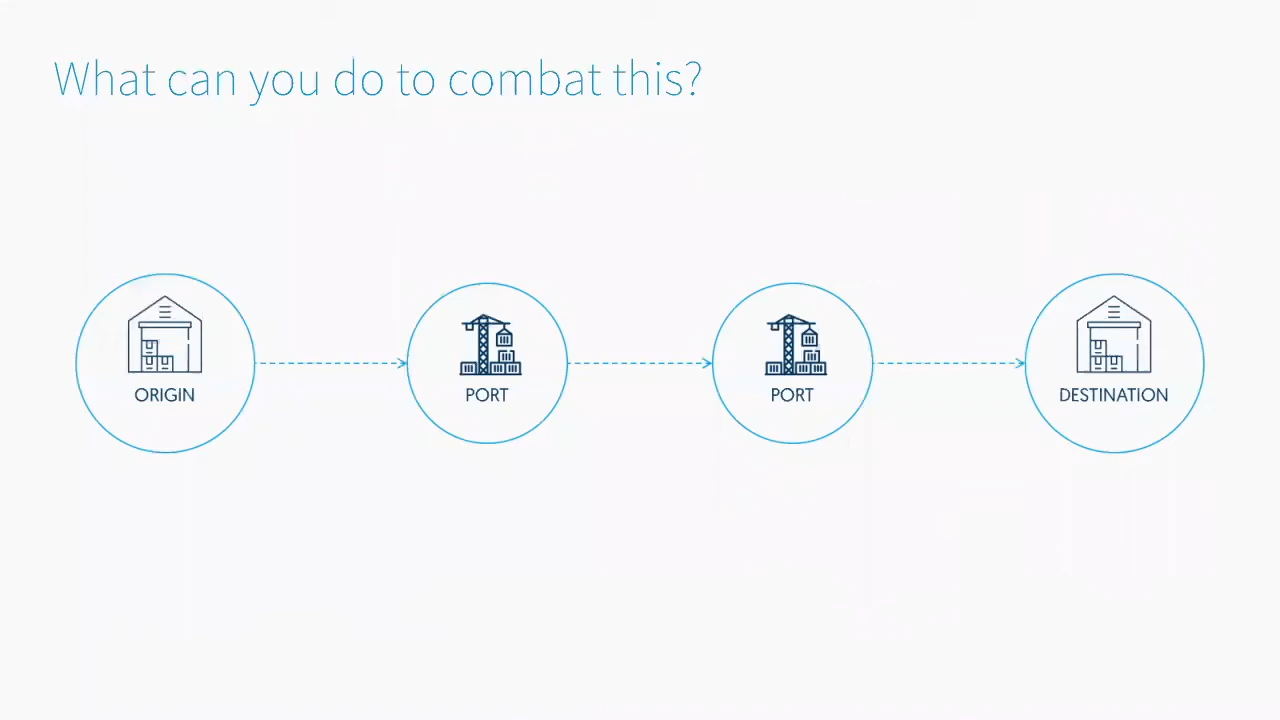 What can you do to combat this?
ORIGIN
PORT
PORT
DESTINATION